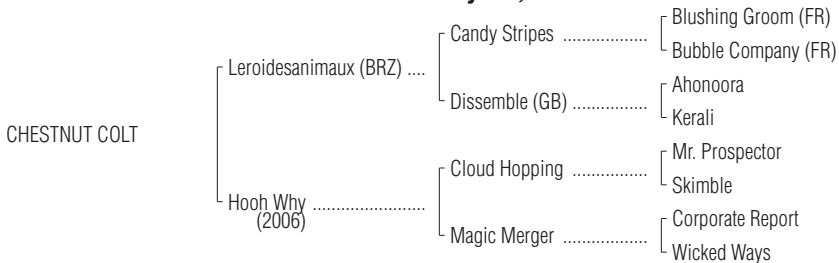 Blushing Groom (FR)
Candy Stripes ..................
Bubble Company (FR)
Leroidesanimaux (BRZ) ....
Ahonoora
Dissemble (GB) ................
Kerali
CHESTNUT COLT
Mr. Prospector
Cloud Hopping ................
Skimble
Hooh Why ........................
(2006)
Corporate Report
Magic Merger ..................
Wicked Ways